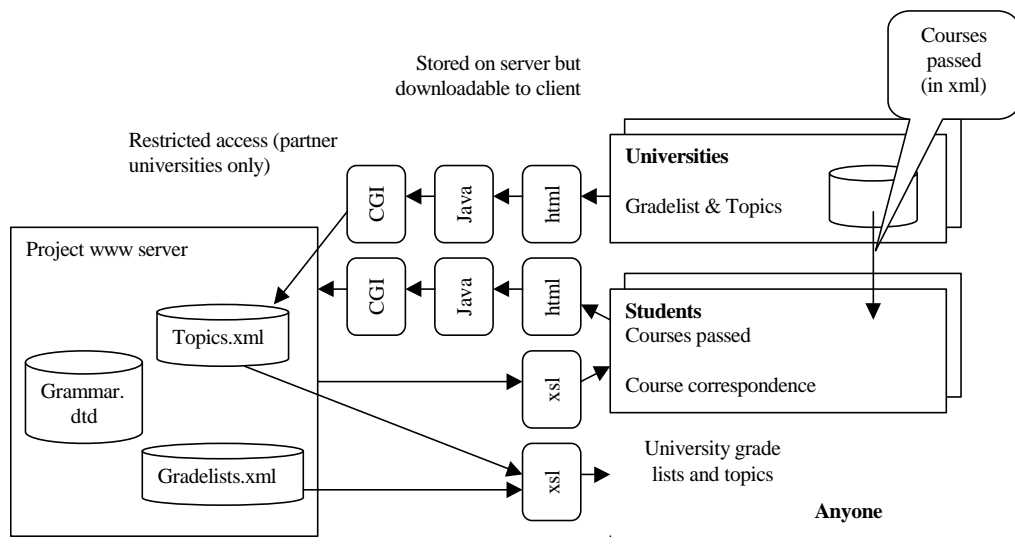 Courses
passed
(in xml)
Stored on server but
downloadable to client
Restricted access (partner
universities only)
Universities
Gradelist & Topics
CGI
Java
html
Project www server
CGI
Java
html
Students
Courses passed
Course correspondence
Topics.xml
Grammar.
dtd
xsl
Gradelists.xml
xsl
University grade
lists and topics
Anyone